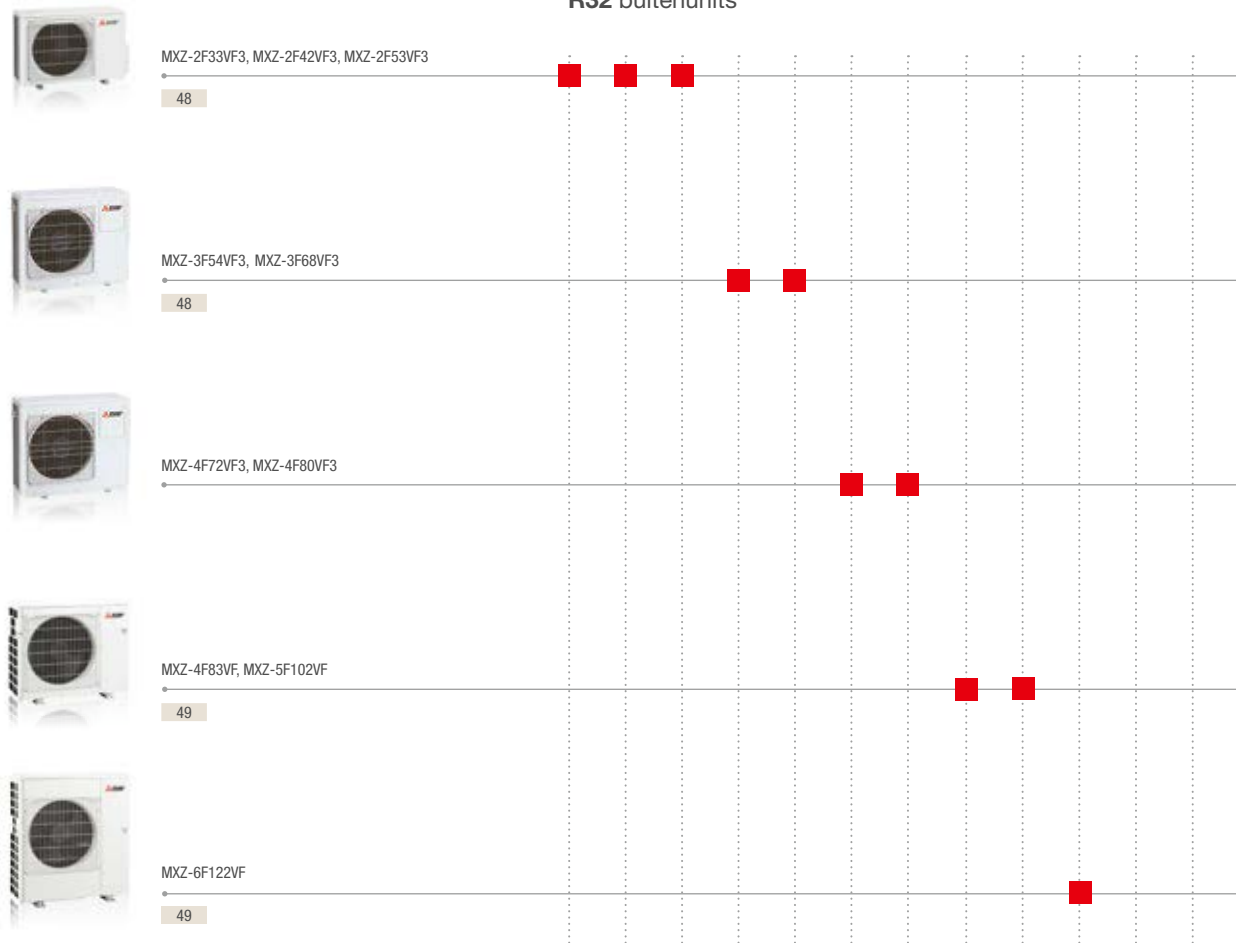 R32 buitenunits
MXZ-2F33VF3, MXZ-2F42VF3, MXZ-2F53VF3
48
MXZ-3F54VF3, MXZ-3F68VF3
48
MXZ-4F72VF3, MXZ-4F80VF3
MXZ-4F83VF, MXZ-5F102VF
49
MXZ-6F122VF
49